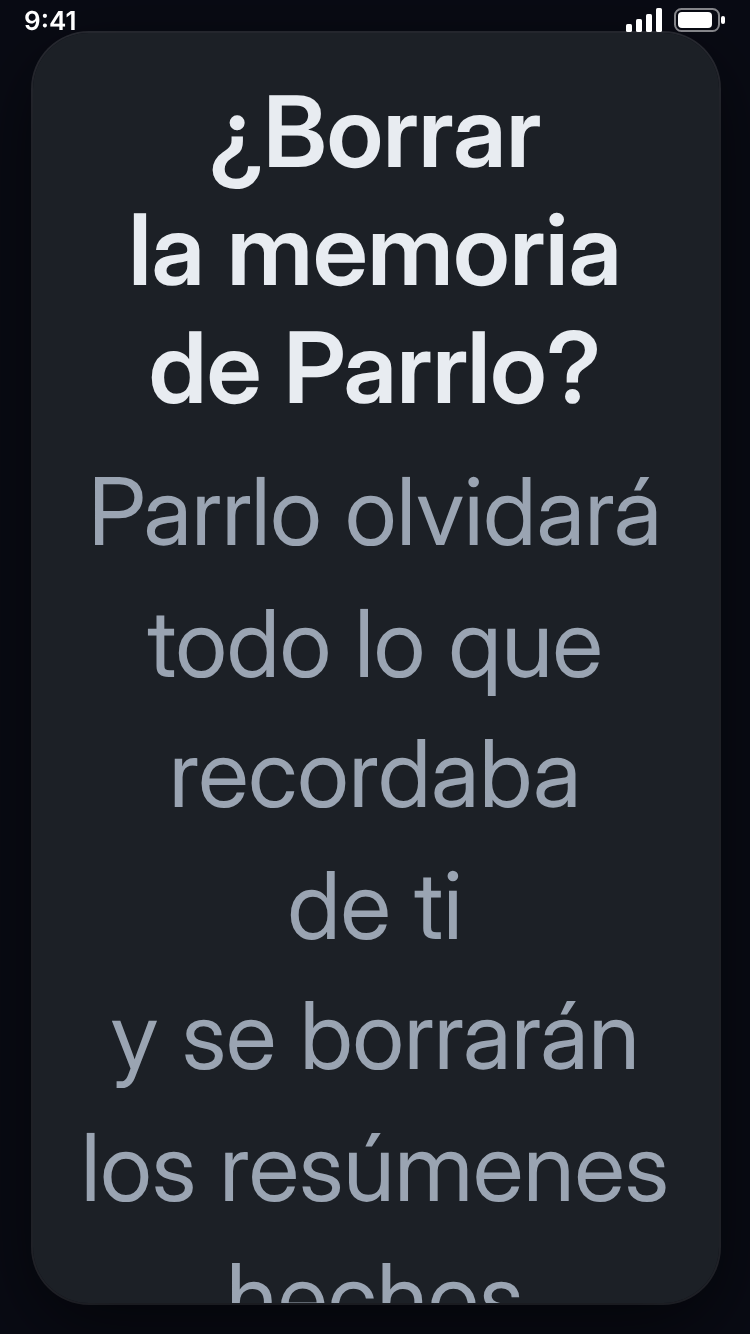 9:41
¿Borrar
la memoria
de Parrlo?
Parrlo olvidará
todo lo que
recordaba
de ti
y se borrarán
los resúmenes
hechos